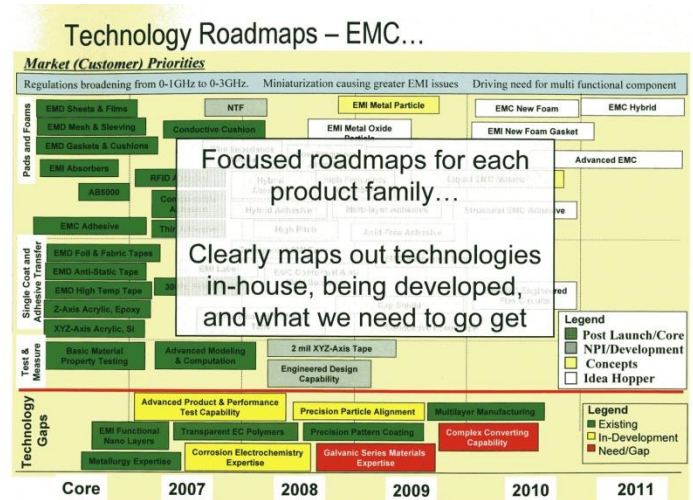 Technology Roadmaps – EMC…
Market (Customer) Priorities
Regulations broadening from 0-1GHz to 0-3GHz. Miniaturization causing greater EMI issues Driving need for multi functional component
Pads and Foams
EMD Sheets & Films
NTF
EMI Metal Particle
EMC New Foam
EMC Hybrid
EMD Mesh & Sleeving
Conductive Cushion
EMI Metal Oxide
EMI New Foam Gasket
EMD Gaskets & Cushions
EMI Absorbers
Advanced EMC
AB5000
RFID
EMC Adhesive
Focused roadmaps for each
product family…
Clearly maps out technologies
in-house, being developed,
and what we need to go get
Single Coat and
Adhesive Transfer
EMD Foil & Fabric Tapes
EMD Anti-Static Tape
EMD High Temp Tape
Z-Axis Acrylic, Epoxy
XYZ-Axis Acrylic, Si
Legend
Post Launch/Core
NPI/Development
Concepts
Idea Hopper
Test &
Measure
Basic Material
Property Testing
Advanced Modeling
& Computation
2 mil XYZ-Axis Tape
Engineered Design
Capability
Technology
Gaps
Advanced Product & Performance
Test Capability
Precision Particle Alignment
Multilayer Manufacturing
EMI Functional
Nano Layers
Transparent EC Polymers
Precision Pattern Coating
Complex Converting
Capability
Metallurgy Expertise
Corrosion Electrochemistry
Expertise
Galvanic Series Materials
Expertise
Legend
Existing
In-Development
Need/Gap
Core 2007 2008 2009 2010 2011